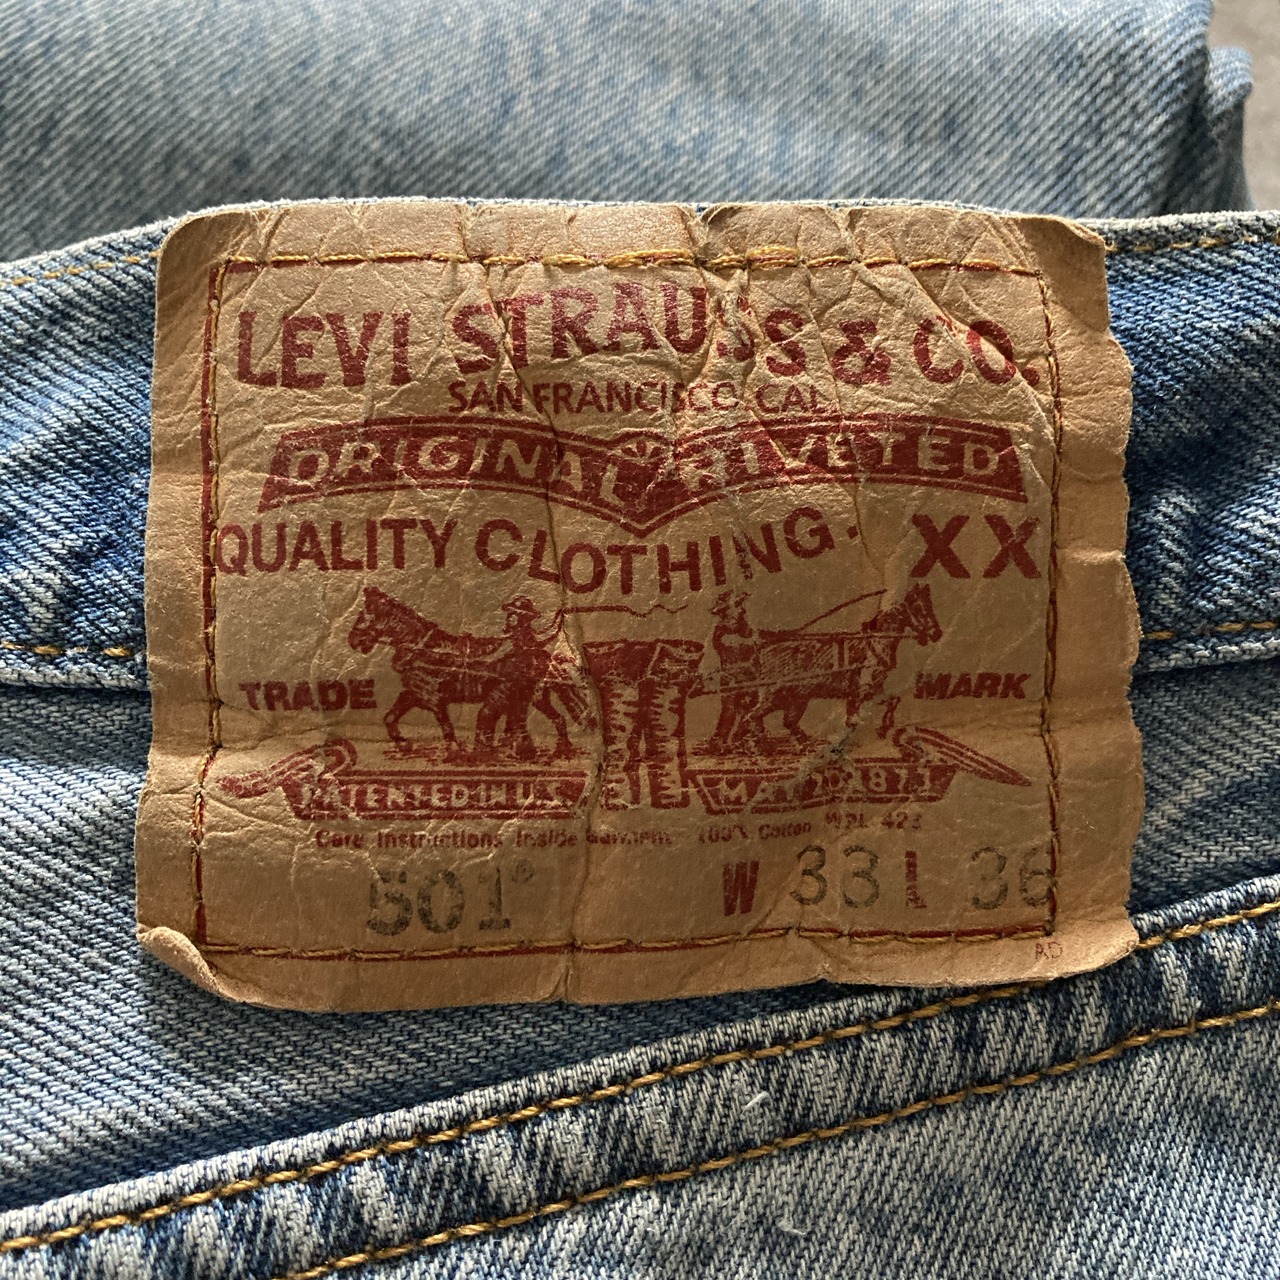 LEVI STRAUSS & CO.
SAN FRANCISCO, CAL.
ORIGINAL RIVETED
QUALITY CLOTHING. XX
TRADE MARK
PATENTED IN U.S. MAY 20 1873
Care Instructions Inside Garment 100% Cotton WPL 423
501® W 33 L 36
AD